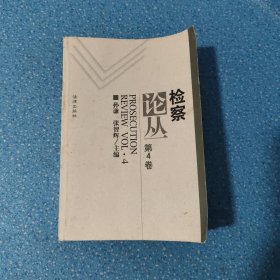 检察
论丛
第4卷
PROSECUTION
REVIEW VOL·4
■孙谦 张智辉/主编
法律出版社